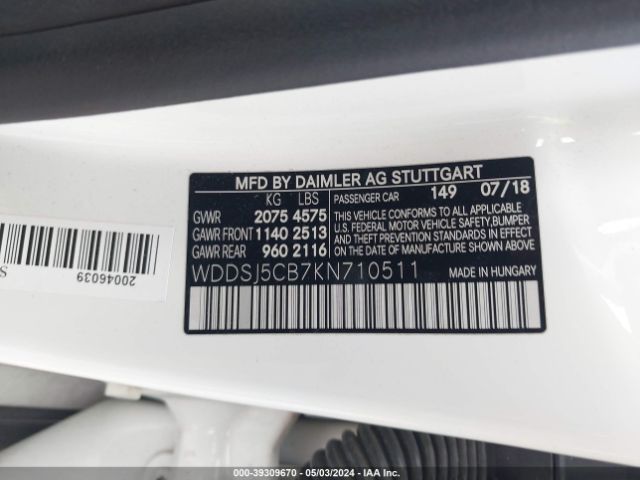 MFD BY DAIMLER AG STUTTGART
KG LBS
GVWR 2075 4575
GAWR FRONT 1140 2513
GAWR REAR 960 2116
PASSENGER CAR 149 07/18
THIS VEHICLE CONFORMS TO ALL APPLICABLE
U.S. FEDERAL MOTOR VEHICLE SAFETY, BUMPER
AND THEFT PREVENTION STANDARDS IN EFFECT
ON THE DATE OF MANUFACTURE SHOWN ABOVE.
WDDSJ5CB7KN710511
MADE IN HUNGARY
20046039
S
000-39309670 - 05/03/2024 - IAA Inc.